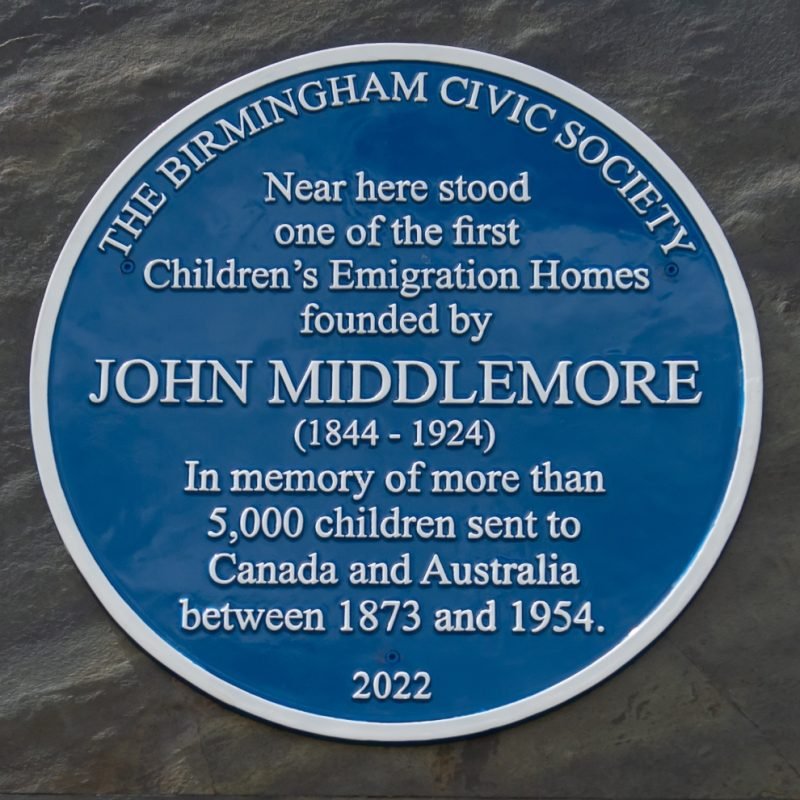 THE BIRMINGHAM CIVIC SOCIETY
Near here stood
one of the first
Children's Emigration Homes
founded by
JOHN MIDDLEMORE
(1844 - 1924)
In memory of more than
5,000 children sent to
Canada and Australia
between 1873 and 1954.
2022